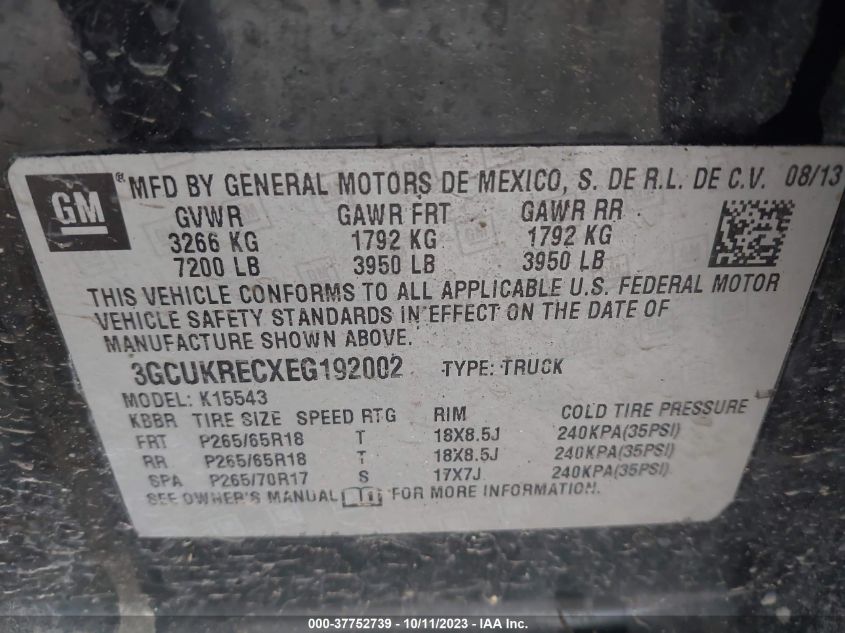 GM ® MFD BY GENERAL MOTORS DE MEXICO, S. DE R.L. DE C.V. 08/13
GVWR GAWR FRT GAWR RR
3266 KG 1792 KG 1792 KG
7200 LB 3950 LB 3950 LB
THIS VEHICLE CONFORMS TO ALL APPLICABLE U.S. FEDERAL MOTOR
VEHICLE SAFETY STANDARDS IN EFFECT ON THE DATE OF
MANUFACTURE SHOWN ABOVE.
3GCUKRECXEG192002 TYPE: TRUCK
MODEL: K15543
KBBR TIRE SIZE SPEED RTG RIM COLD TIRE PRESSURE
FRT P265/65R18 T 18X8.5J 240KPA(35PSI)
RR P265/65R18 T 18X8.5J 240KPA(35PSI)
SPA P265/70R17 S 17X7J 240KPA(35PSI)
SEE OWNER'S MANUAL FOR MORE INFORMATION.
000-37752739 - 10/11/2023 - © IAA Inc.